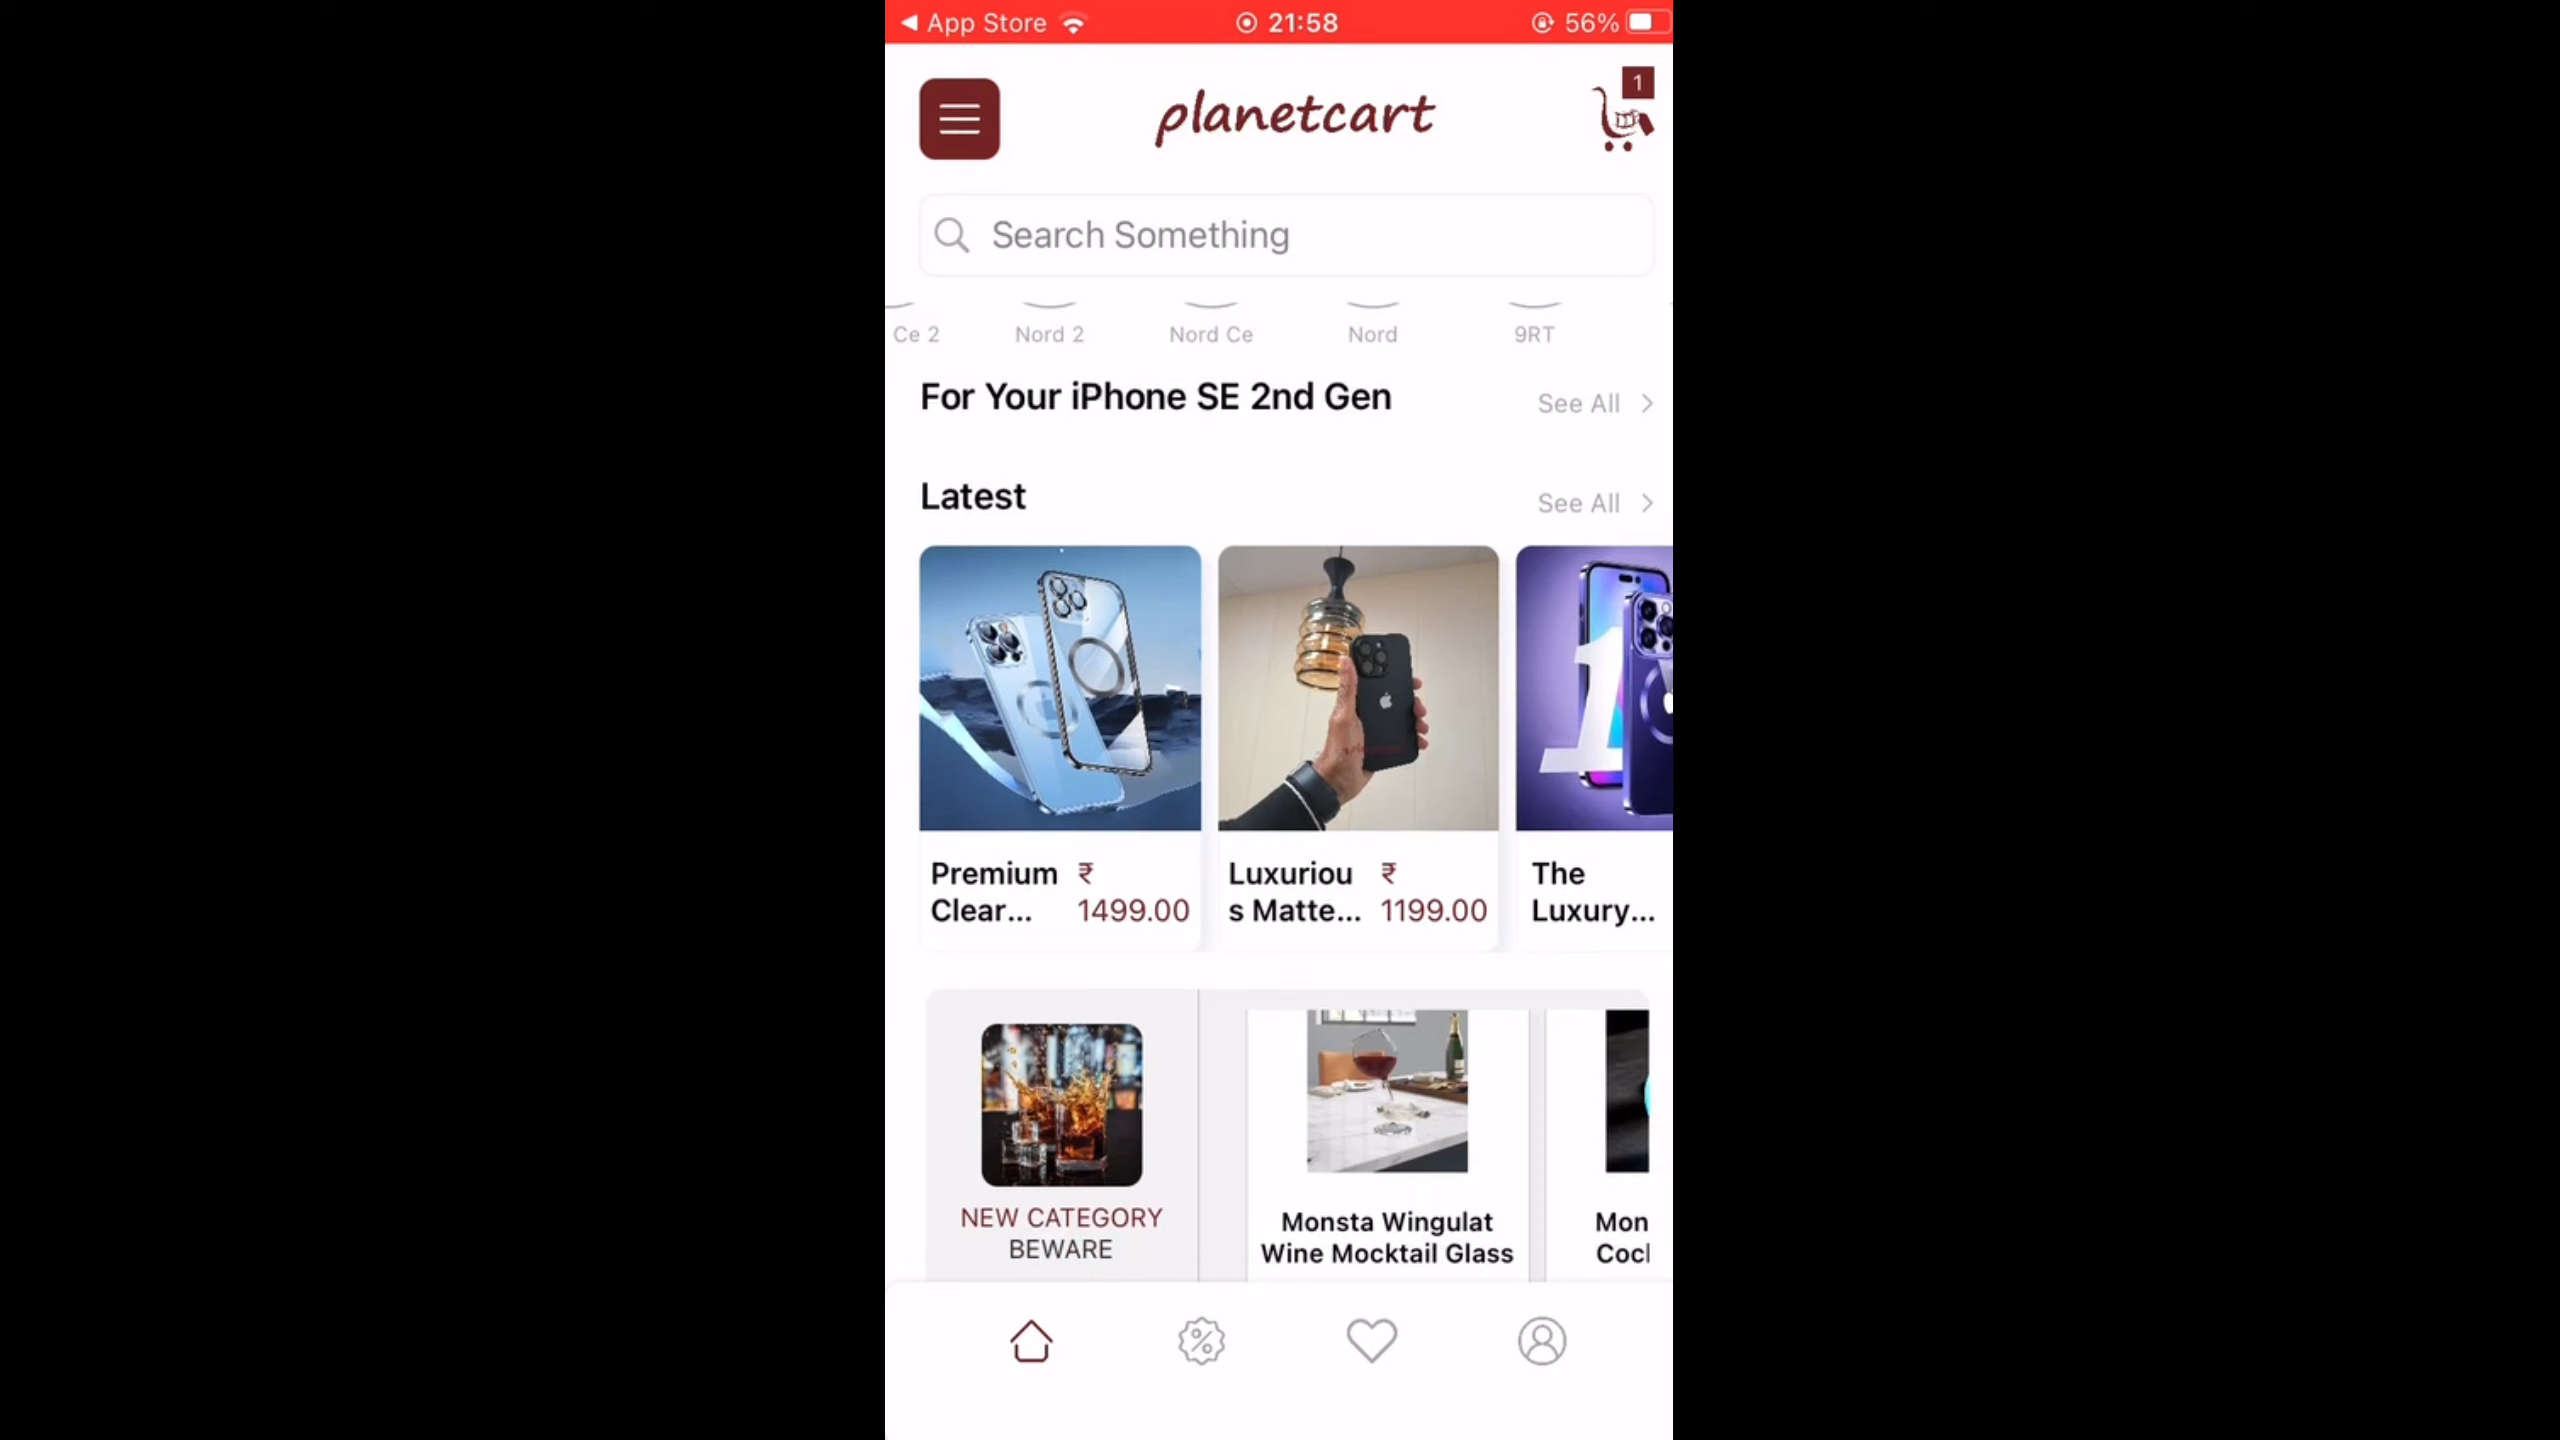 App Store 21:58 56%
planetcart
1
Search Something
Ce 2 Nord 2 Nord Ce Nord 9RT
For Your iPhone SE 2nd Gen See All
Latest See All
Premium ₹ Luxuriou ₹ The
Clear... 1499.00 s Matte... 1199.00 Luxury...
NEW CATEGORY
BEWARE
Monsta Wingulat
Wine Mocktail Glass
Mon
Coc